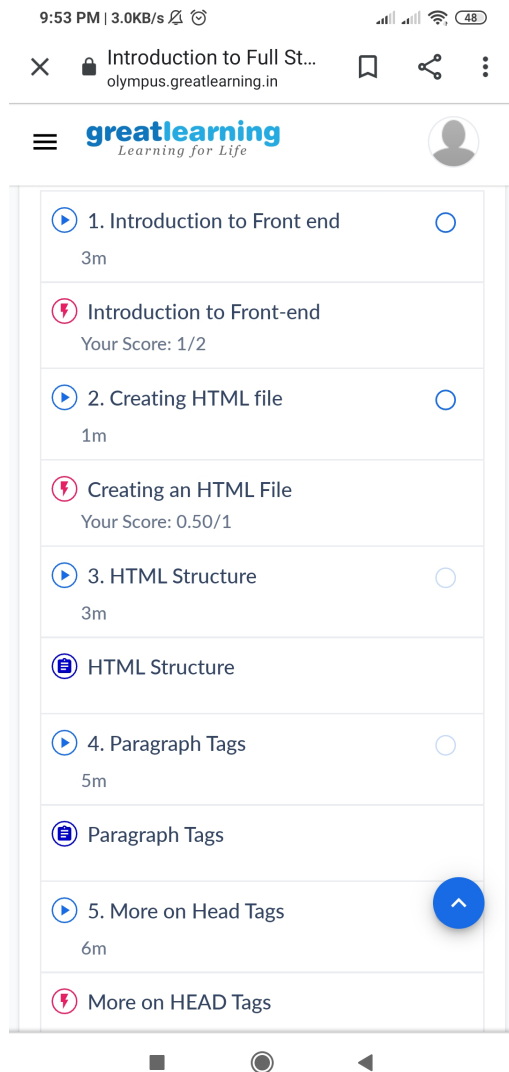 9:53 PM | 3.0KB/s
48
Introduction to Full St...
olympus.greatlearning.in
greatlearning
Learning for Life
1. Introduction to Front end
3m
Introduction to Front-end
Your Score: 1/2
2. Creating HTML file
1m
Creating an HTML File
Your Score: 0.50/1
3. HTML Structure
3m
HTML Structure
4. Paragraph Tags
5m
Paragraph Tags
5. More on Head Tags
6m
More on HEAD Tags